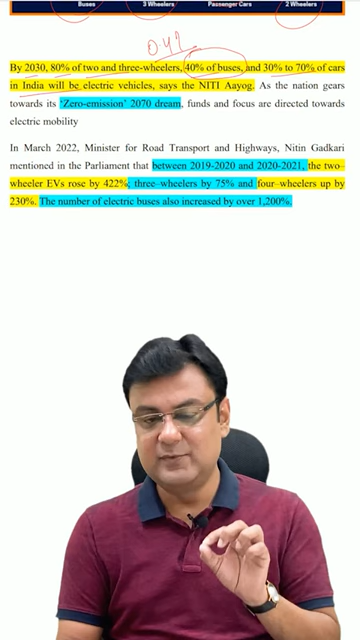 Buses 3 Wheelers Passenger Cars 2 Wheelers
By 2030, 80% of two and three-wheelers, 40% of buses, and 30% to 70% of cars
in India will be electric vehicles, says the NITI Aayog. As the nation gears
towards its 'Zero-emission' 2070 dream, funds and focus are directed towards
electric mobility
In March 2022, Minister for Road Transport and Highways, Nitin Gadkari
mentioned in the Parliament that between 2019-2020 and 2020-2021, the two–
wheeler EVs rose by 422%, three–wheelers by 75% and four–wheelers up by
230%. The number of electric buses also increased by over 1,200%.